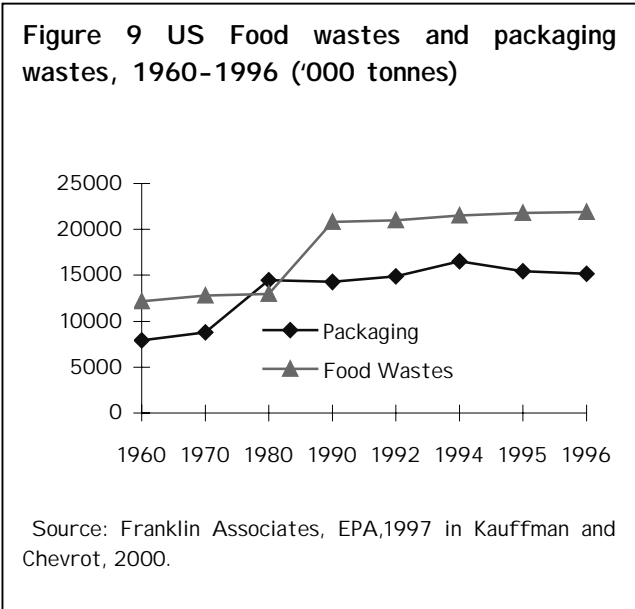 Figure 9 US Food wastes and packaging
wastes, 1960-1996 ('000 tonnes)
25000
20000
15000
10000
5000
0
Packaging
Food Wastes
1960 1970 1980 1990 1992 1994 1995 1996
Source: Franklin Associates, EPA,1997 in Kauffman and
Chevrot, 2000.